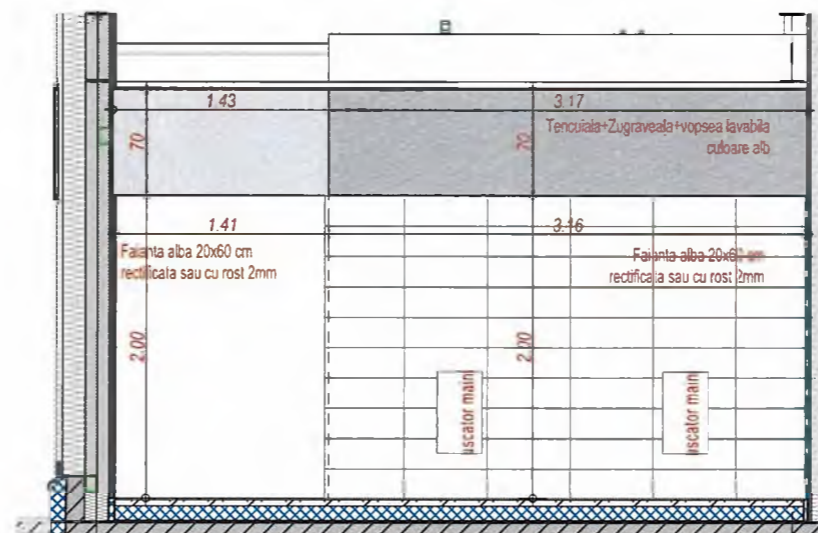 1.43
3.17
70
70
Tencuiala+Zugraveala+vopsea lavabila
culoare alb
1.41
3.16
Faianta alba 20x60 cm
rectificata sau cu rost 2mm
Faianta alba 20x60 cm
rectificata sau cu rost 2mm
2.00
2.00
uscator maini
uscator maini